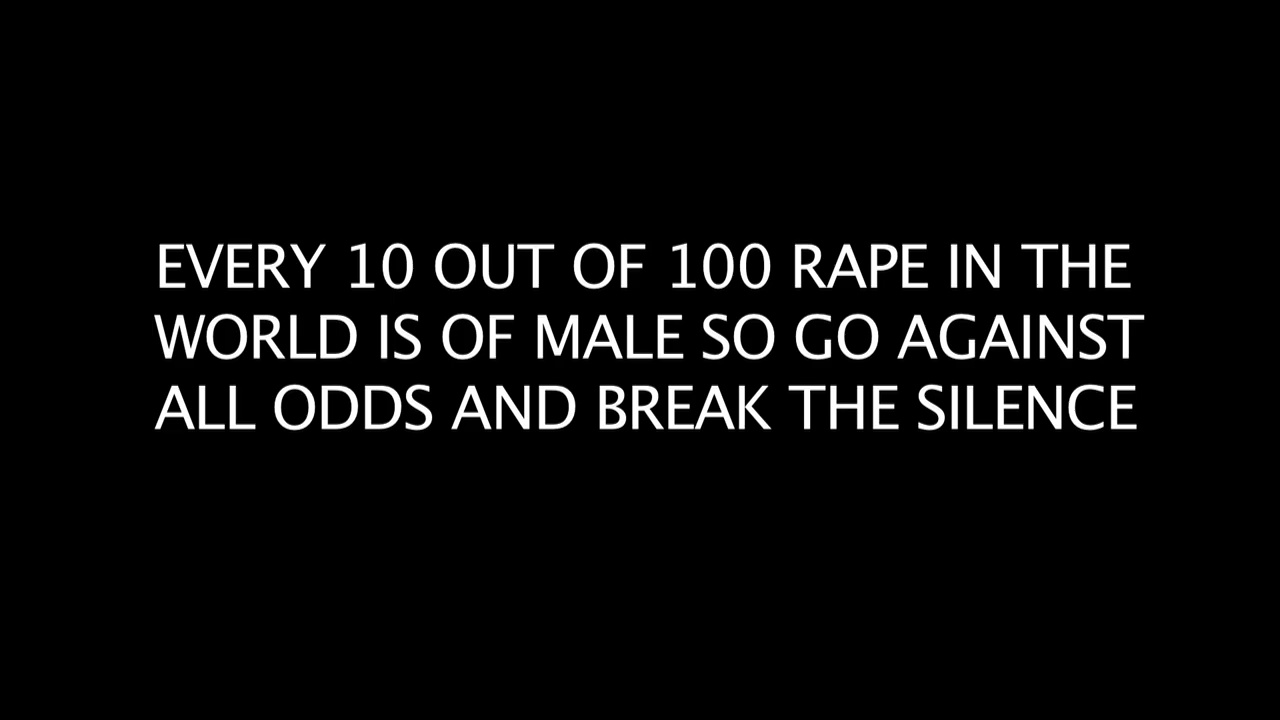 EVERY 10 OUT OF 100 RAPE IN THE
WORLD IS OF MALE SO GO AGAINST
ALL ODDS AND BREAK THE SILENCE